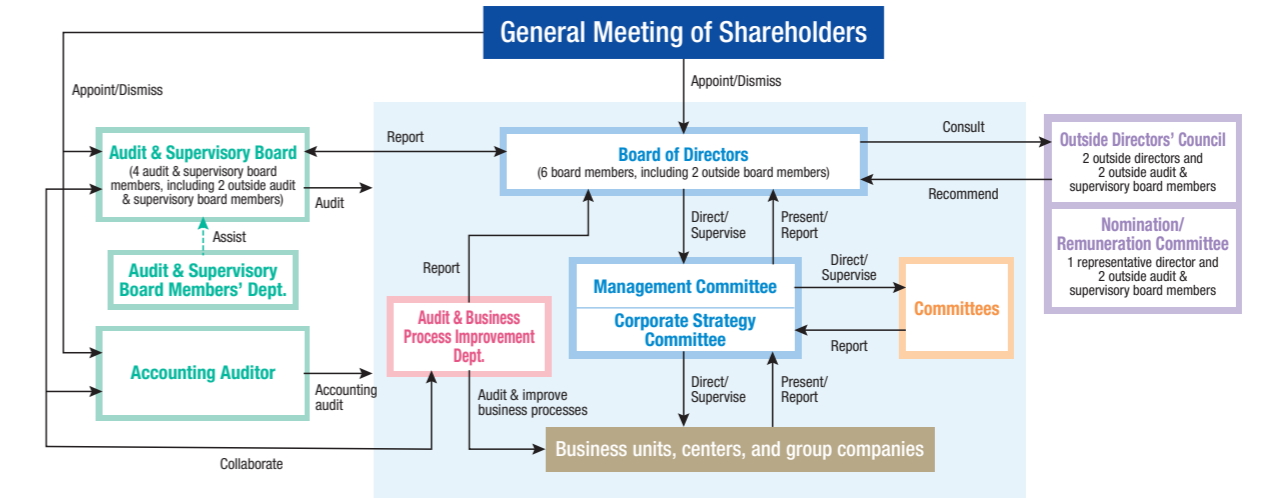 General Meeting of Shareholders
Appoint/Dismiss
Appoint/Dismiss
Audit & Supervisory Board
(4 audit & supervisory board
members, including 2 outside audit
& supervisory board members)
Report
Audit
Board of Directors
(6 board members, including 2 outside board members)
Consult
Recommend
Outside Directors’ Council
2 outside directors and
2 outside audit &
supervisory board members
Nomination/
Remuneration Committee
1 representative director and
2 outside audit &
supervisory board members
Assist
Audit & Supervisory
Board Members’ Dept.
Report
Direct/
Supervise
Present/
Report
Management Committee
Corporate Strategy
Committee
Direct/
Supervise
Committees
Report
Audit & Business
Process Improvement
Dept.
Accounting Auditor
Accounting
audit
Audit & improve
business processes
Direct/
Supervise
Present/
Report
Business units, centers, and group companies
Collaborate